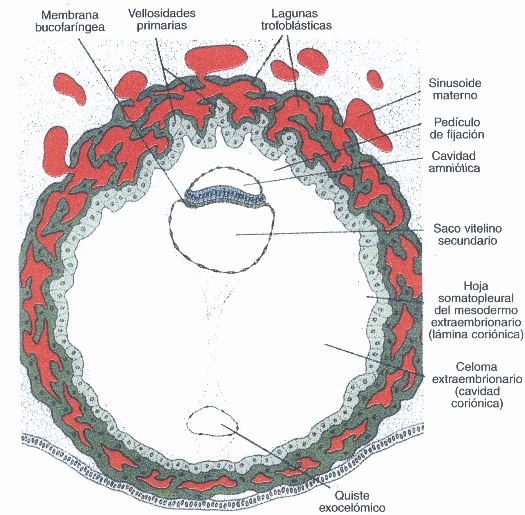 Membrana
bucofaríngea
Vellosidades
primarias
Lagunas
trofoblásticas
Sinusoide
materno
Pedículo
de fijación
Cavidad
amniótica
Saco vitelino
secundario
Hoja
somatopleural
del mesodermo
extraembrionario
(lámina coriónica)
Celoma
extraembrionario
(cavidad
coriónica)
Quiste
exocelómico